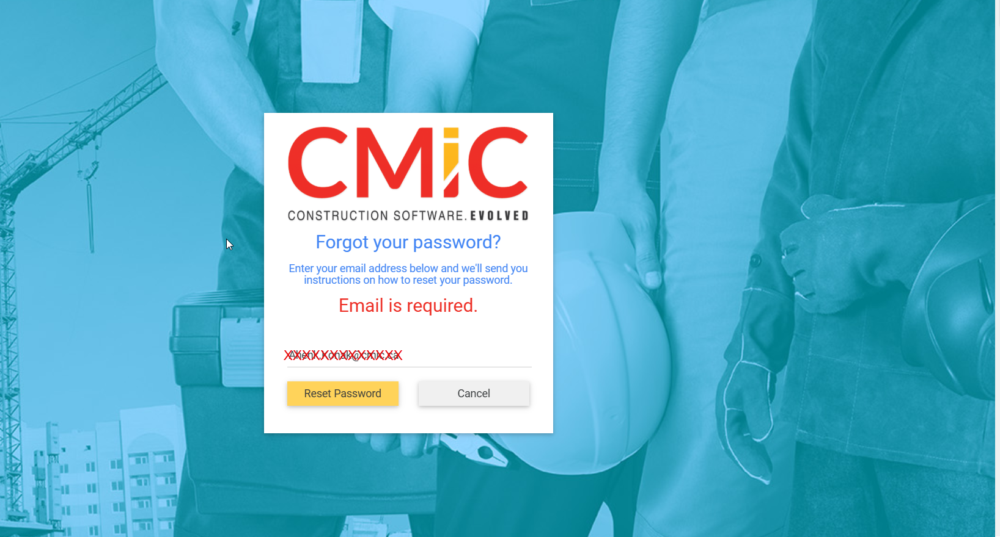 CMiC
CONSTRUCTION SOFTWARE.EVOLVED
Forgot your password?
Enter your email address below and we'll send you
instructions on how to reset your password.
Email is required.
XXXXXXXXXXXXX
Reset Password
Cancel